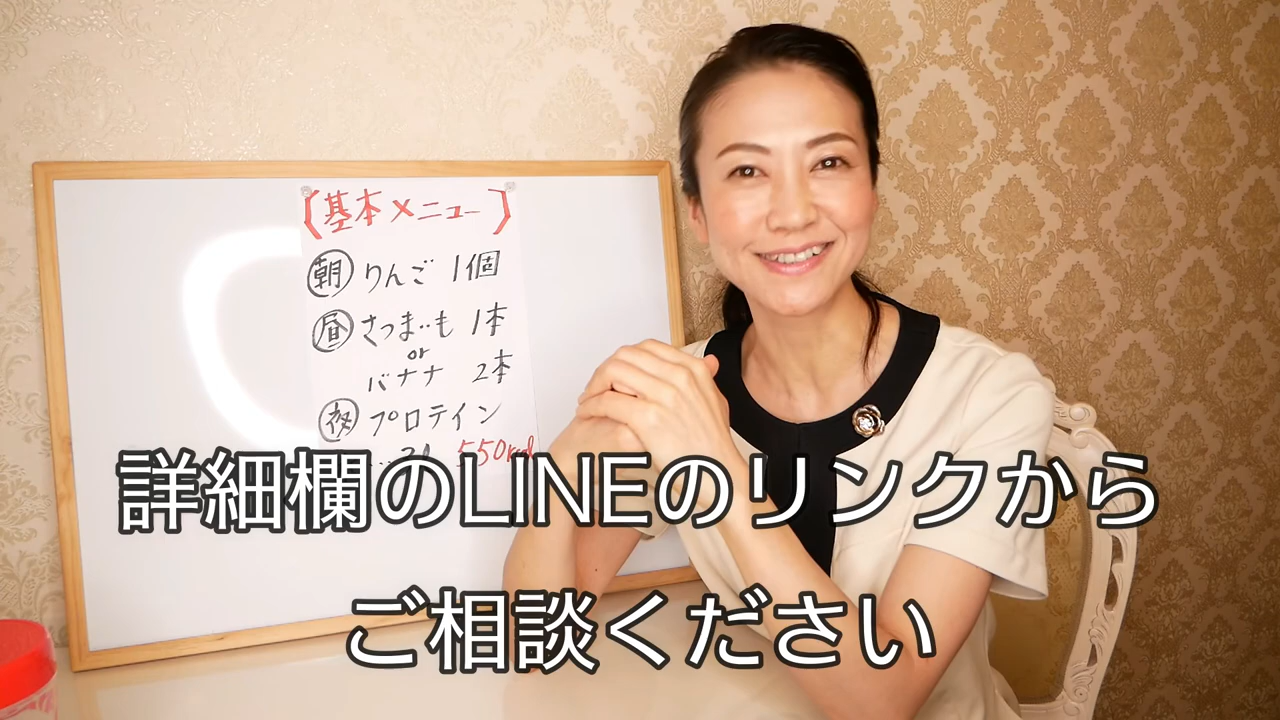 【基本メニュー】
朝 りんご 1個
昼 さつまいも 1本
or
バナナ 2本
夜 プロテイン
550
詳細欄のLINEのリンクから
ご相談ください